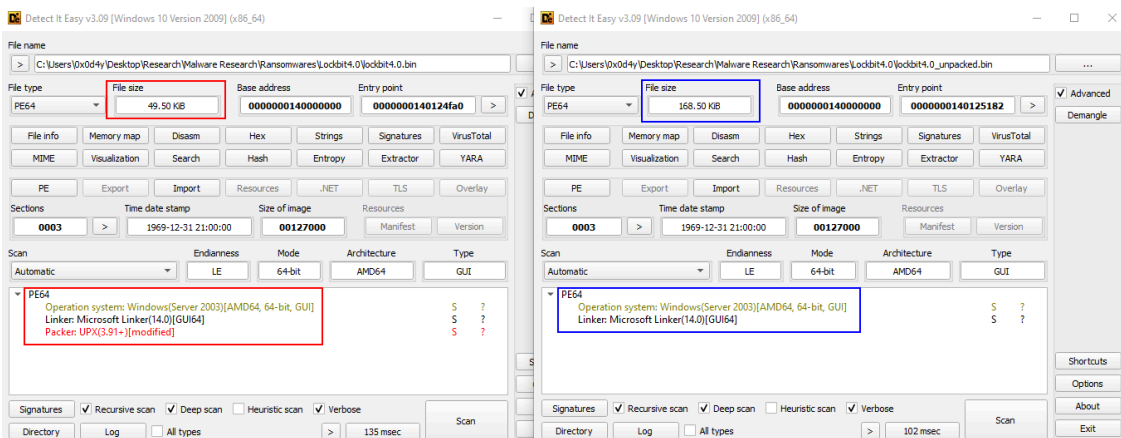 Detect It Easy v3.09 [Windows 10 Version 2009] (x86_64)
File name
> C:\Users\0x0d4y\Desktop\Research\Malware Research\Ransomwares\Lockbit4.0\lockbit4.0.bin
File type File size Base address Entry point
PE64 49.50 KiB 0000000140000000 0000000140124fa0 >
File info Memory map Disasm Hex Strings Signatures VirusTotal
MIME Visualization Search Hash Entropy Extractor YARA
PE Export Import Resources .NET TLS Overlay
Sections Time date stamp Size of image Resources
0003 > 1969-12-31 21:00:00 00127000 Manifest Version
Scan Endianness Mode Architecture Type
Automatic LE 64-bit AMD64 GUI
PE64
Operation system: Windows(Server 2003)[AMD64, 64-bit, GUI] S ?
Linker: Microsoft Linker(14.0)[GUI64] S ?
Packer: UPX(3.91+)[modified] S ?
Signatures Recursive scan Deep scan Heuristic scan Verbose
Directory Log All types > 135 msec Scan
Detect It Easy v3.09 [Windows 10 Version 2009] (x86_64)
File name
> C:\Users\0x0d4y\Desktop\Research\Malware Research\Ransomwares\Lockbit4.0\lockbit4.0_unpacked.bin ...
File type File size Base address Entry point
PE64 168.50 KiB 0000000140000000 0000000140125182 > Advanced
Demangle
File info Memory map Disasm Hex Strings Signatures VirusTotal
MIME Visualization Search Hash Entropy Extractor YARA
PE Export Import Resources .NET TLS Overlay
Sections Time date stamp Size of image Resources
0003 > 1969-12-31 21:00:00 00127000 Manifest Version
Scan Endianness Mode Architecture Type
Automatic LE 64-bit AMD64 GUI
PE64
Operation system: Windows(Server 2003)[AMD64, 64-bit, GUI] S ?
Linker: Microsoft Linker(14.0)[GUI64] S ?
Shortcuts
Options
Signatures Recursive scan Deep scan Heuristic scan Verbose About
Directory Log All types > 102 msec Scan Exit